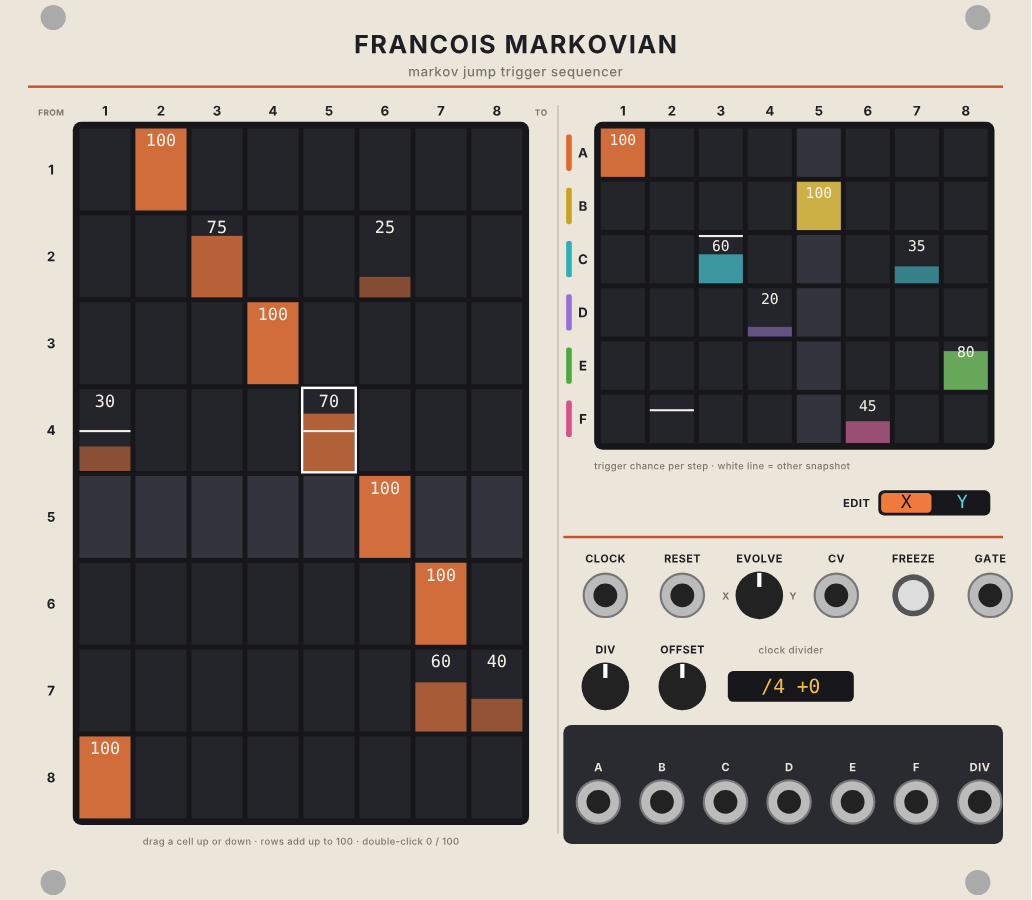 FRANCOIS MARKOVIAN
markov jump trigger sequencer
FROM 1 2 3 4 5 6 7 8 TO
1 100
2 75 25
3 100
4 30 70
5 100
6 100
7 60 40
8 100
drag a cell up or down · rows add up to 100 · double-click 0 / 100
1 2 3 4 5 6 7 8
A 100
B 100
C 60 35
D 20
E 80
F 45
trigger chance per step · white line = other snapshot
EDIT X Y
CLOCK RESET EVOLVE CV FREEZE GATE
X Y
DIV OFFSET clock divider
/4 +0
A B C D E F DIV